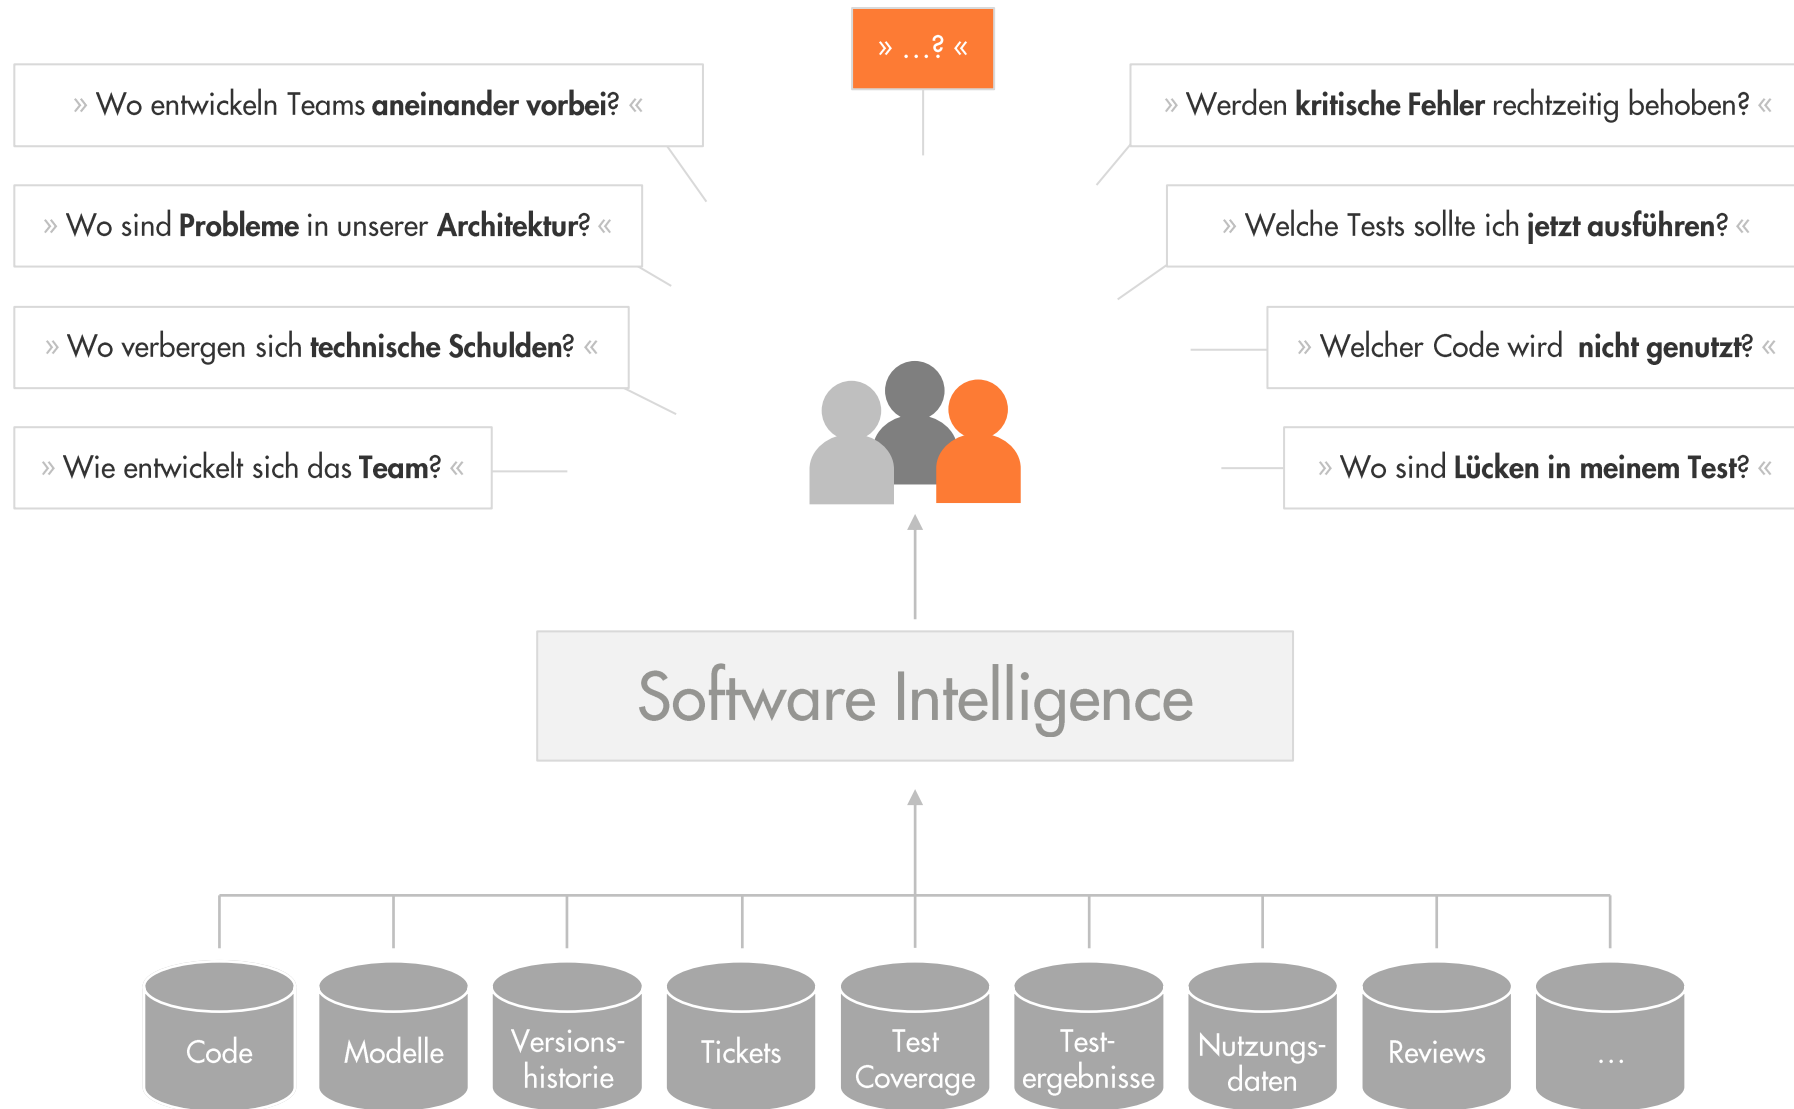 » ...? «
» Wo entwickeln Teams aneinander vorbei? «
» Werden kritische Fehler rechtzeitig behoben? «
» Wo sind Probleme in unserer Architektur? «
» Welche Tests sollte ich jetzt ausführen? «
» Wo verbergen sich technische Schulden? «
» Welcher Code wird nicht genutzt? «
» Wie entwickelt sich das Team? «
» Wo sind Lücken in meinem Test? «
Software Intelligence
Code
Modelle
Versions-
historie
Tickets
Test
Coverage
Test-
ergebnisse
Nutzungs-
daten
Reviews
...